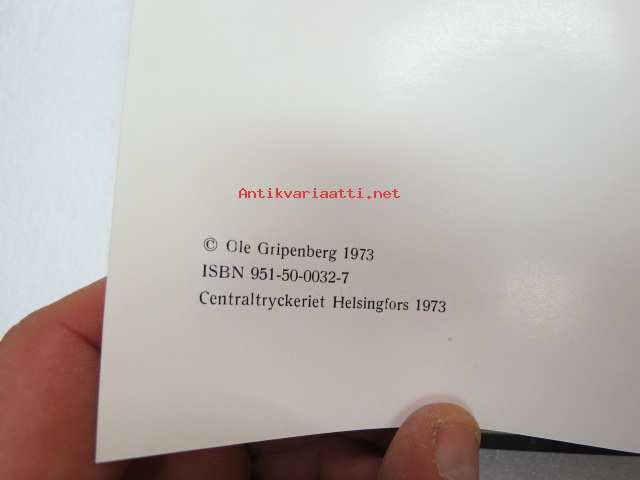 Antikvariaatti.net
© Ole Gripenberg 1973
ISBN 951-50-0032-7
Centraltryckeriet Helsingfors 1973